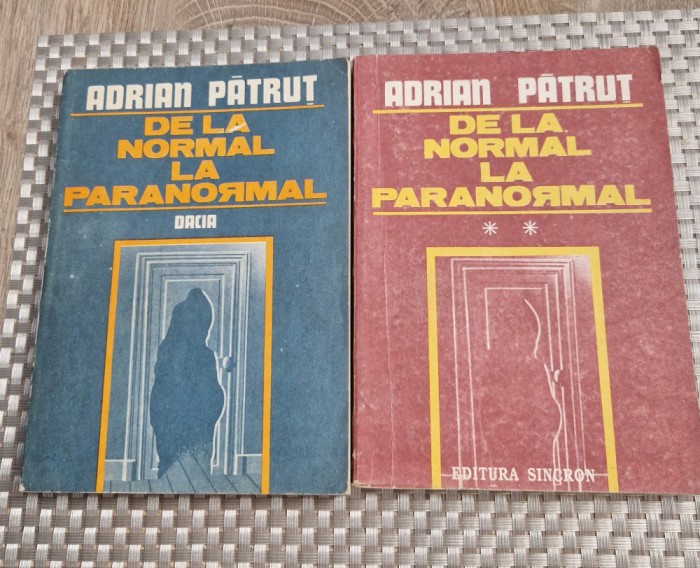 ADRIAN PĂTRUȚ
DE LA
NORMAL
LA
PARANORMAL
DACIA
ADRIAN PĂTRUȚ
DE LA
NORMAL
LA
PARANORMAL
* *
EDITURA SINCRON